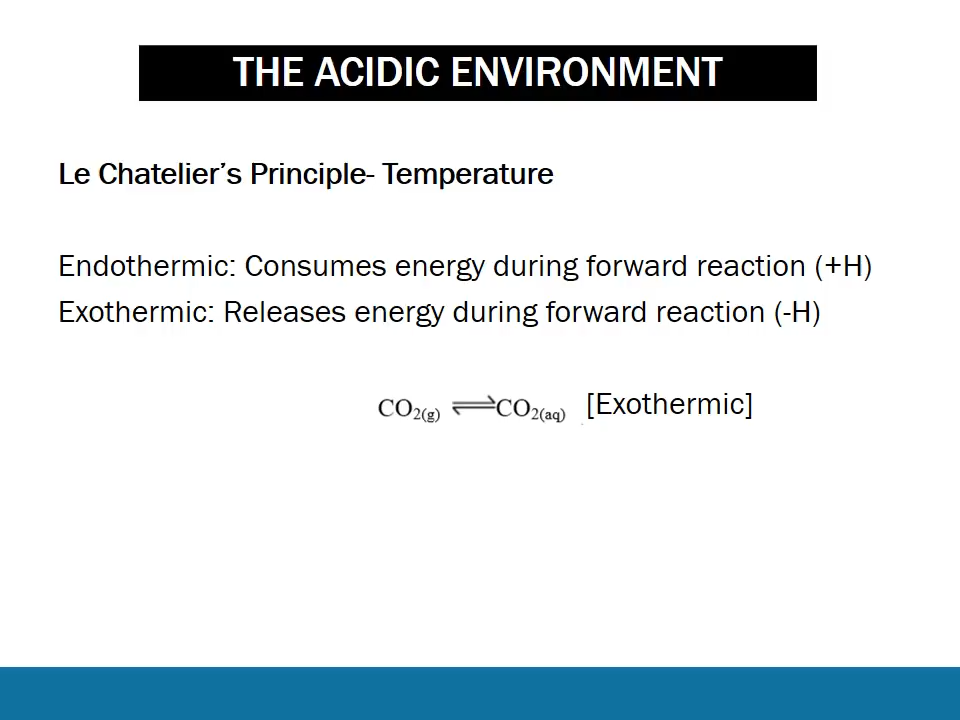 THE ACIDIC ENVIRONMENT
Le Chatelier's Principle- Temperature
Endothermic: Consumes energy during forward reaction (+H)
Exothermic: Releases energy during forward reaction (-H)
CO₂(g) ⇌ CO₂(aq) [Exothermic]